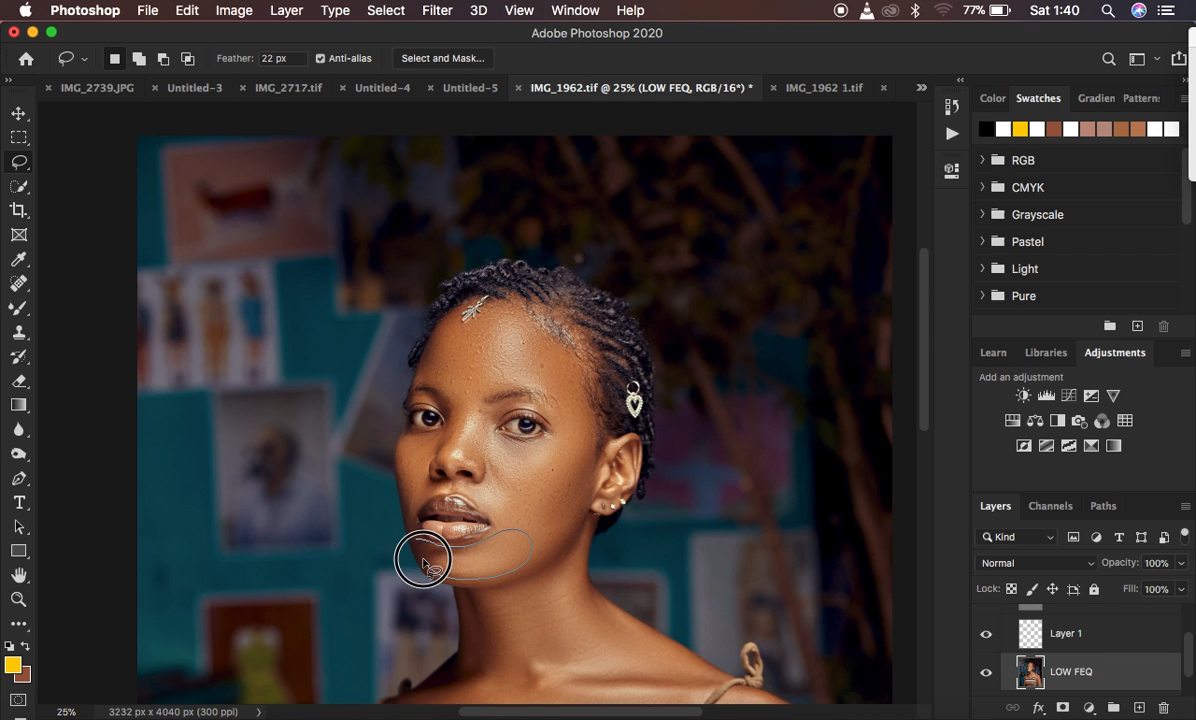 Photoshop File Edit Image Layer Type Select Filter 3D View Window Help 77% Sat 1:40
Adobe Photoshop 2020
Feather: 22 px Anti-alias Select and Mask...
IMG_2739.JPG Untitled-3 IMG_2717.tif Untitled-4 Untitled-5 IMG_1962.tif @ 25% (LOW FEQ, RGB/16*) * IMG_1962 1.tif
Color Swatches Gradien Pattern:
RGB
CMYK
Grayscale
Pastel
Light
Pure
Learn Libraries Adjustments
Add an adjustment
Layers Channels Paths
Kind
Normal Opacity: 100%
Lock: Fill: 100%
Layer 1
LOW FEQ
25% 3232 px x 4040 px (300 ppi)